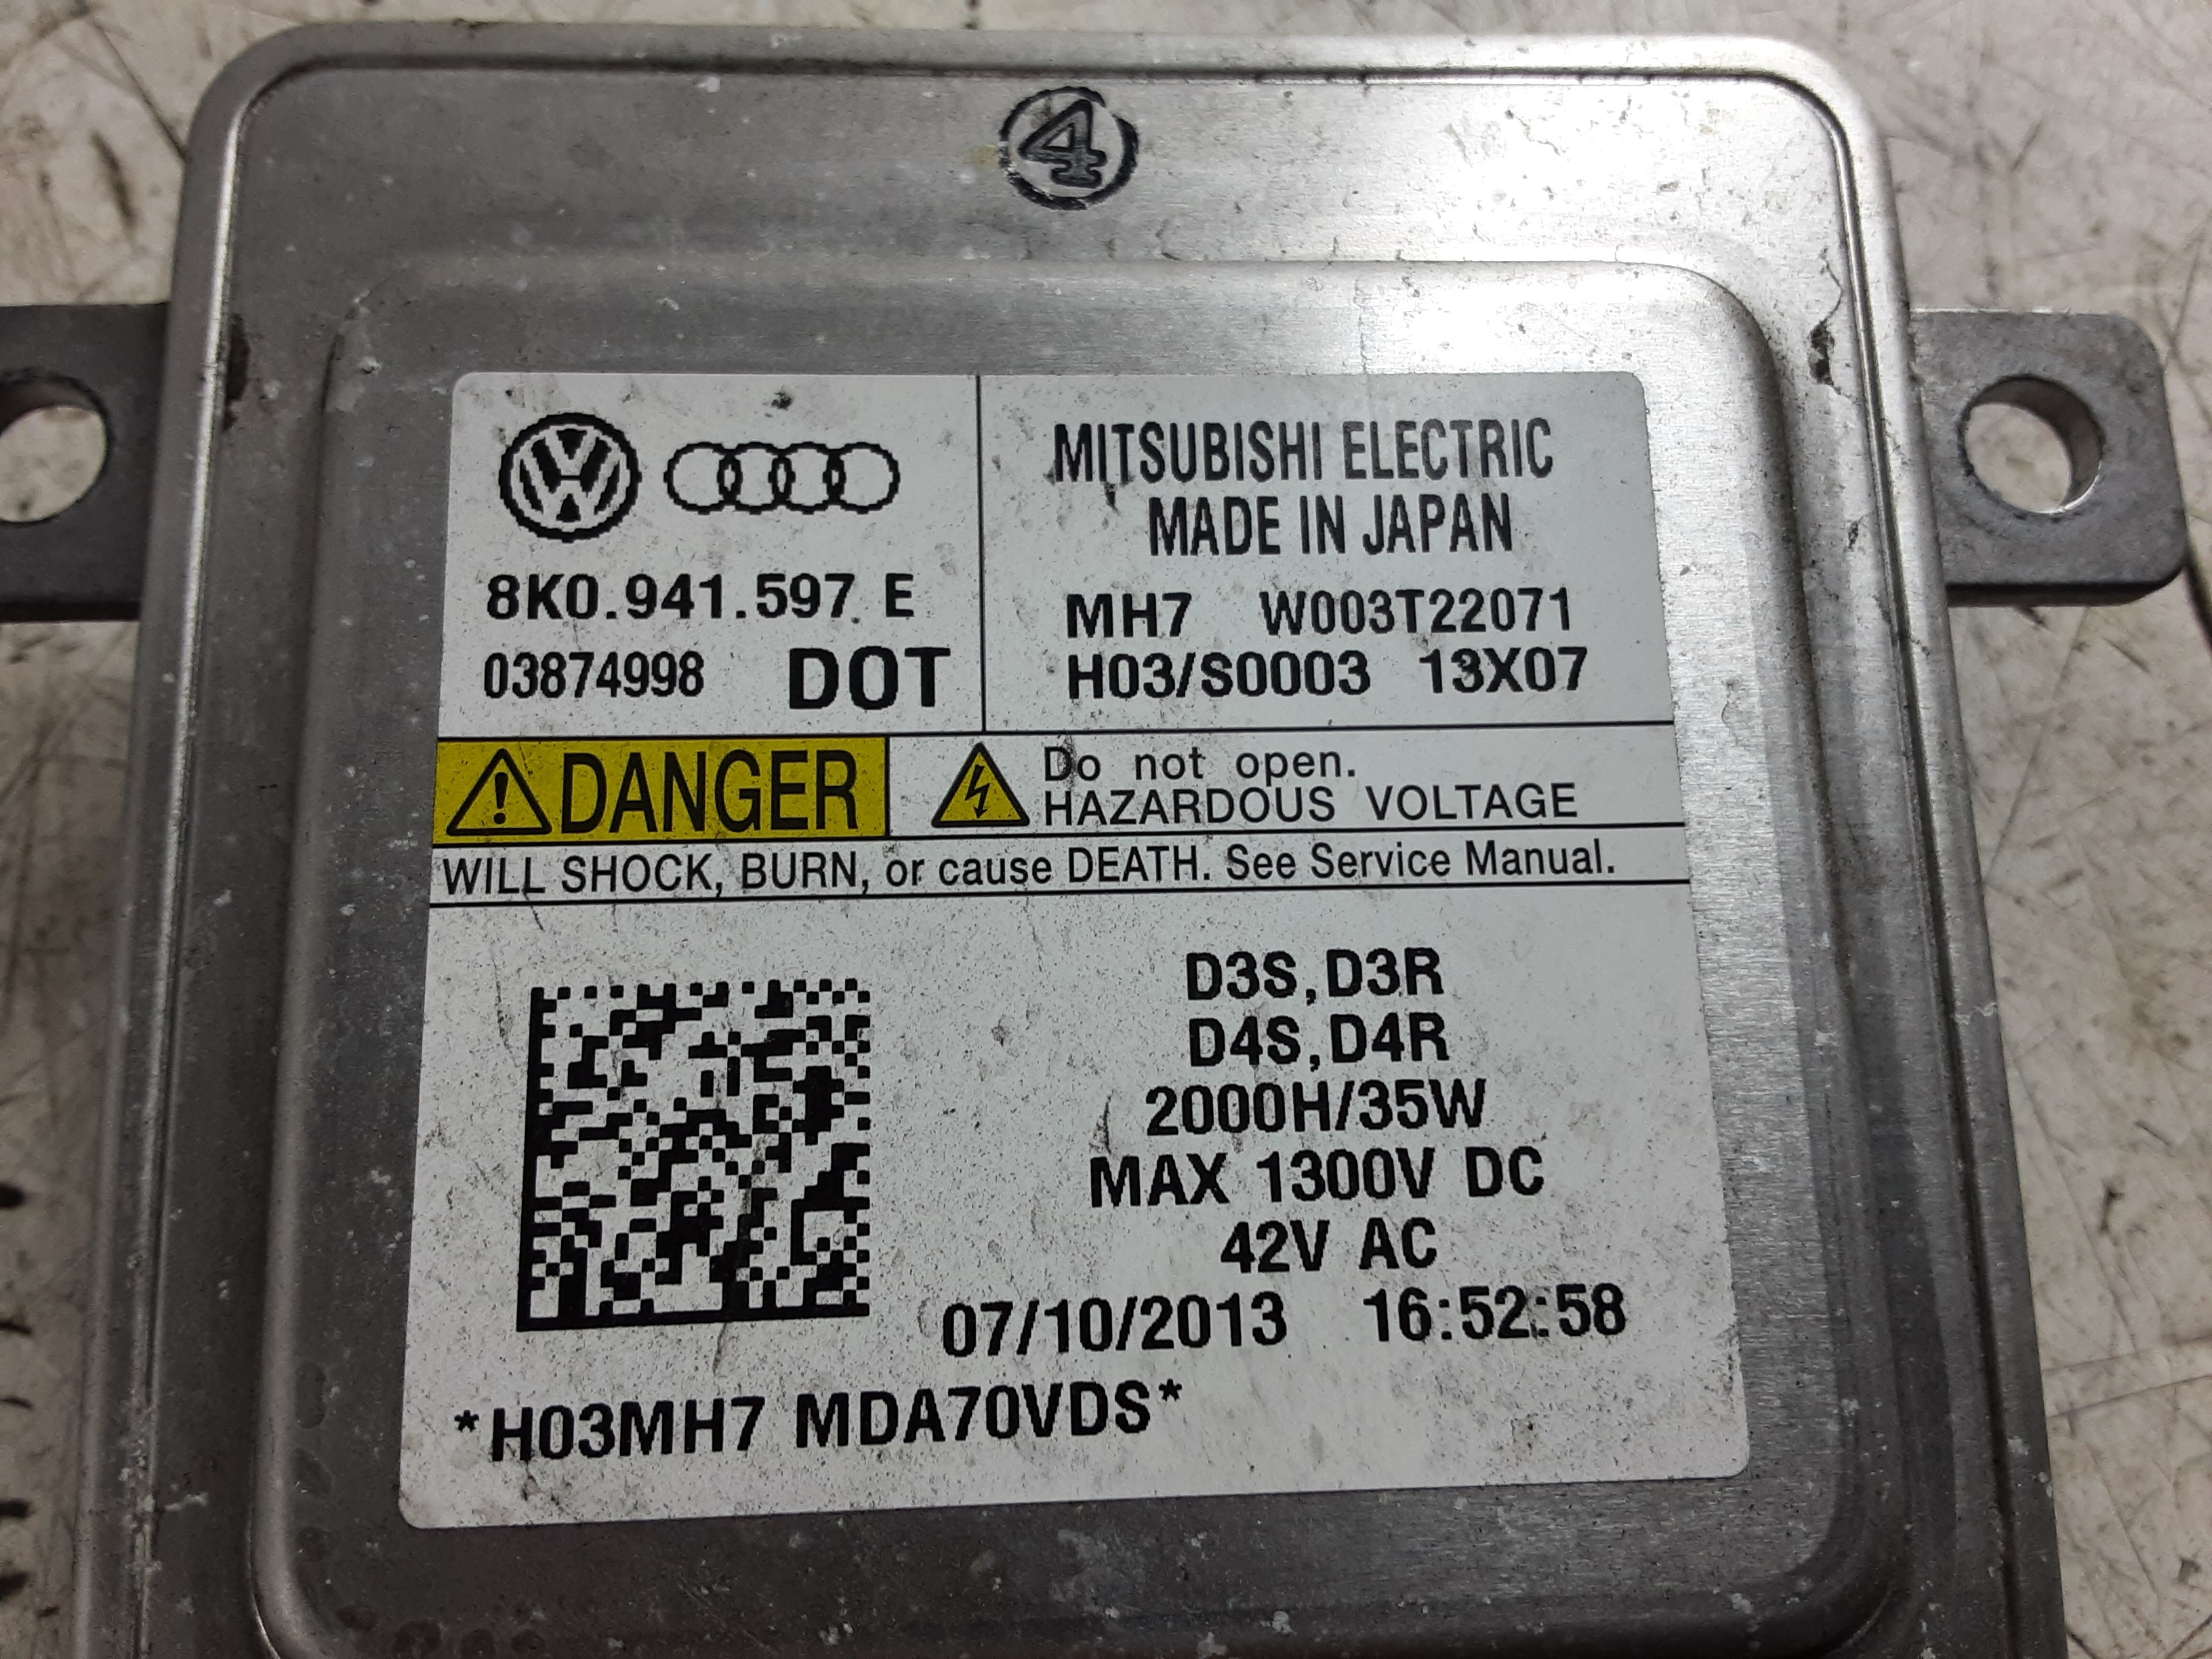 4
8K0.941.597 E
03874998 DOT
MITSUBISHI ELECTRIC
MADE IN JAPAN
MH7 W003T22071
H03/S0003 13X07
DANGER
Do not open.
HAZARDOUS VOLTAGE
WILL SHOCK, BURN, or cause DEATH. See Service Manual.
D3S,D3R
D4S,D4R
2000H/35W
MAX 1300V DC
42V AC
07/10/2013 16:52:58
*H03MH7 MDA70VDS*